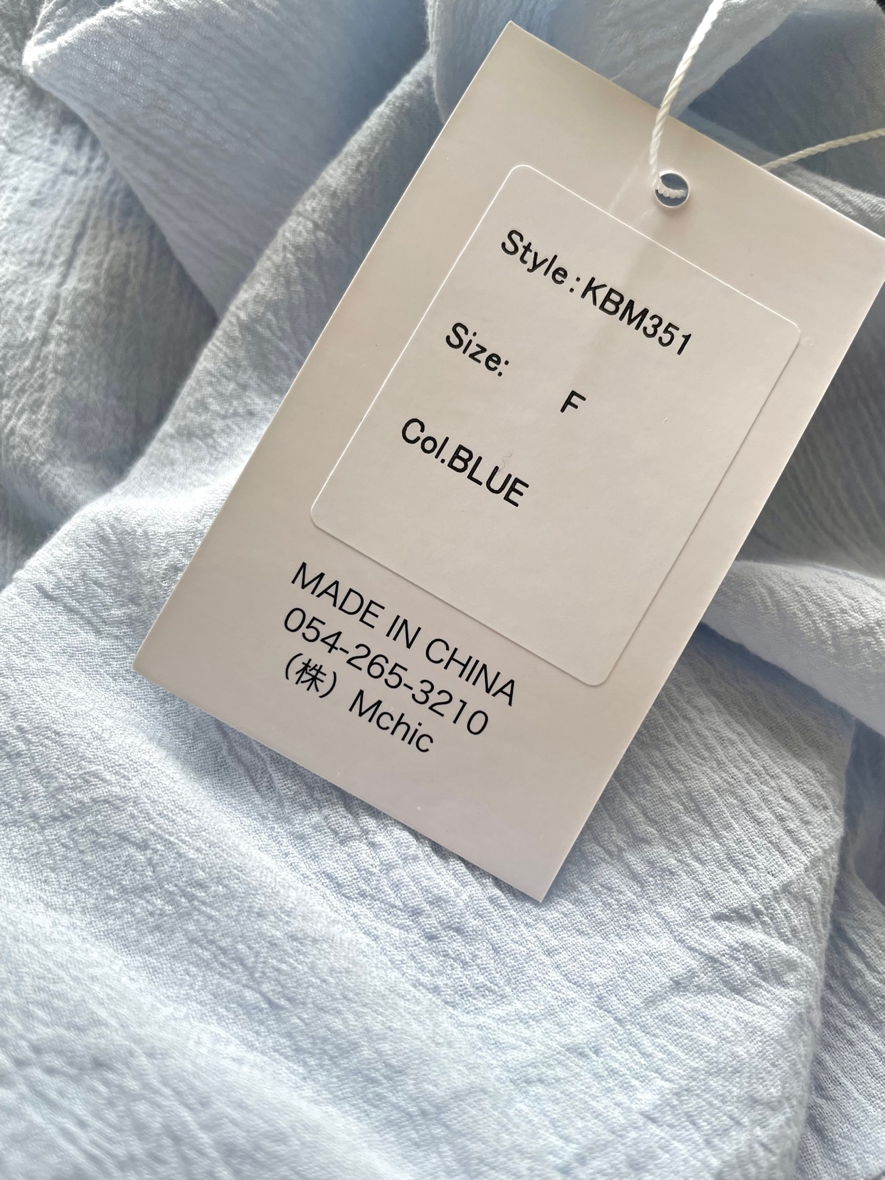 Style:KBM351
Size: F
Col.BLUE
MADE IN CHINA
054-265-3210
(株) Mchic